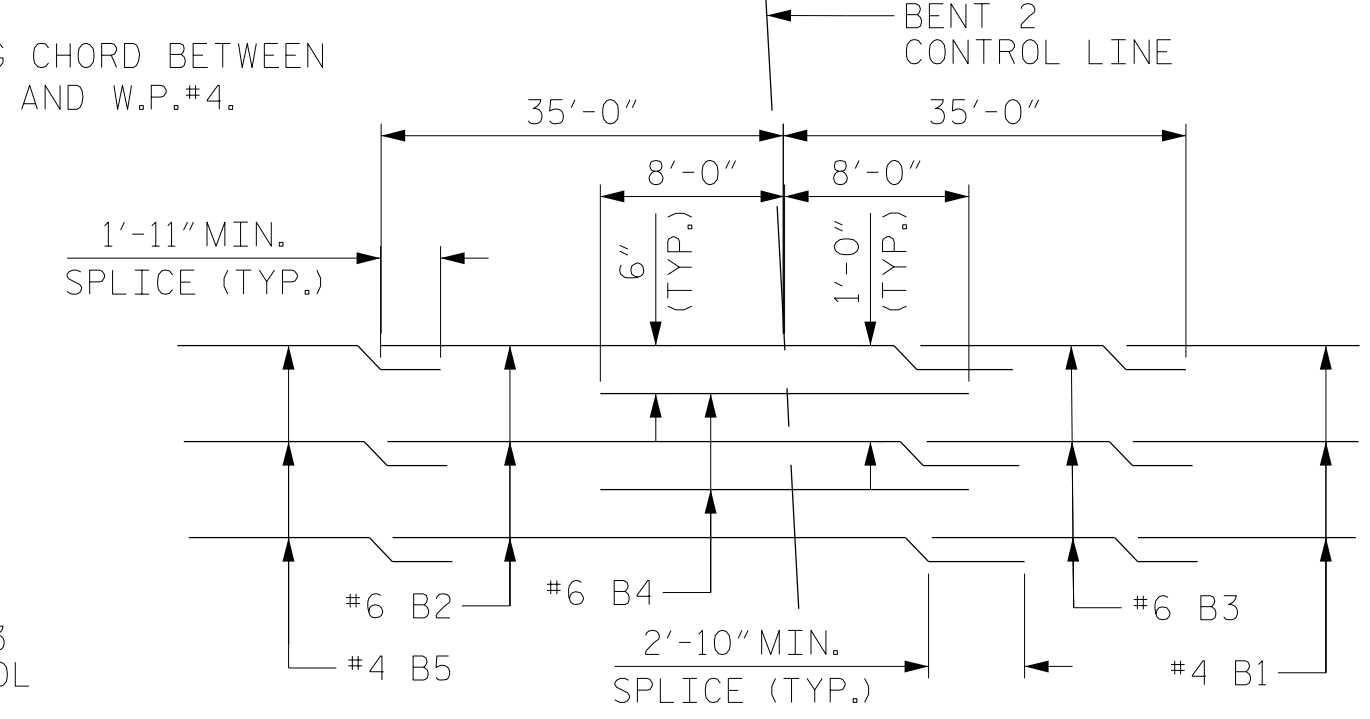 BENT 2
CONTROL LINE
CHORD BETWEEN
AND W.P.#4.
35'-0"
35'-0"
8'-0"
8'-0"
1'-11" MIN.
SPLICE (TYP.)
6"
(TYP.)
1'-0"
(TYP.)
#6 B2
#6 B4
#6 B3
2'-10" MIN.
SPLICE (TYP.)
#4 B5
#4 B1